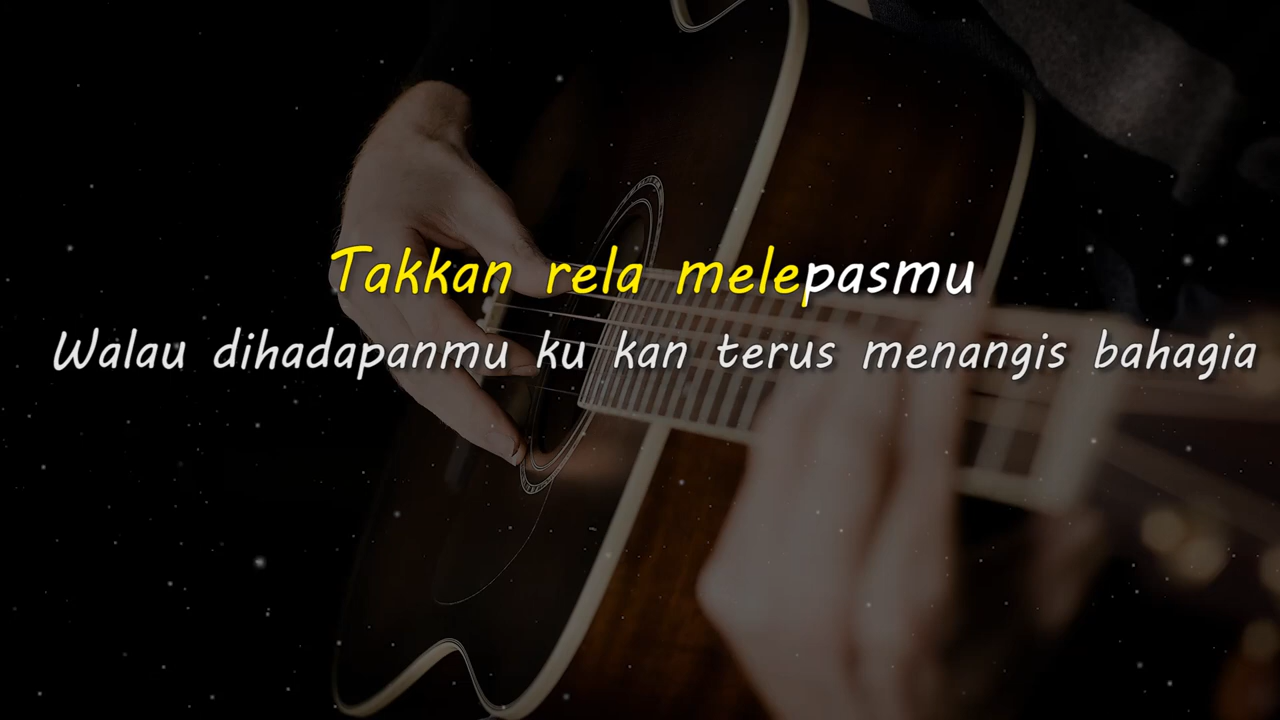 Takkan rela melepasmu
Walau dihadapanmu ku kan terus menangis bahagia